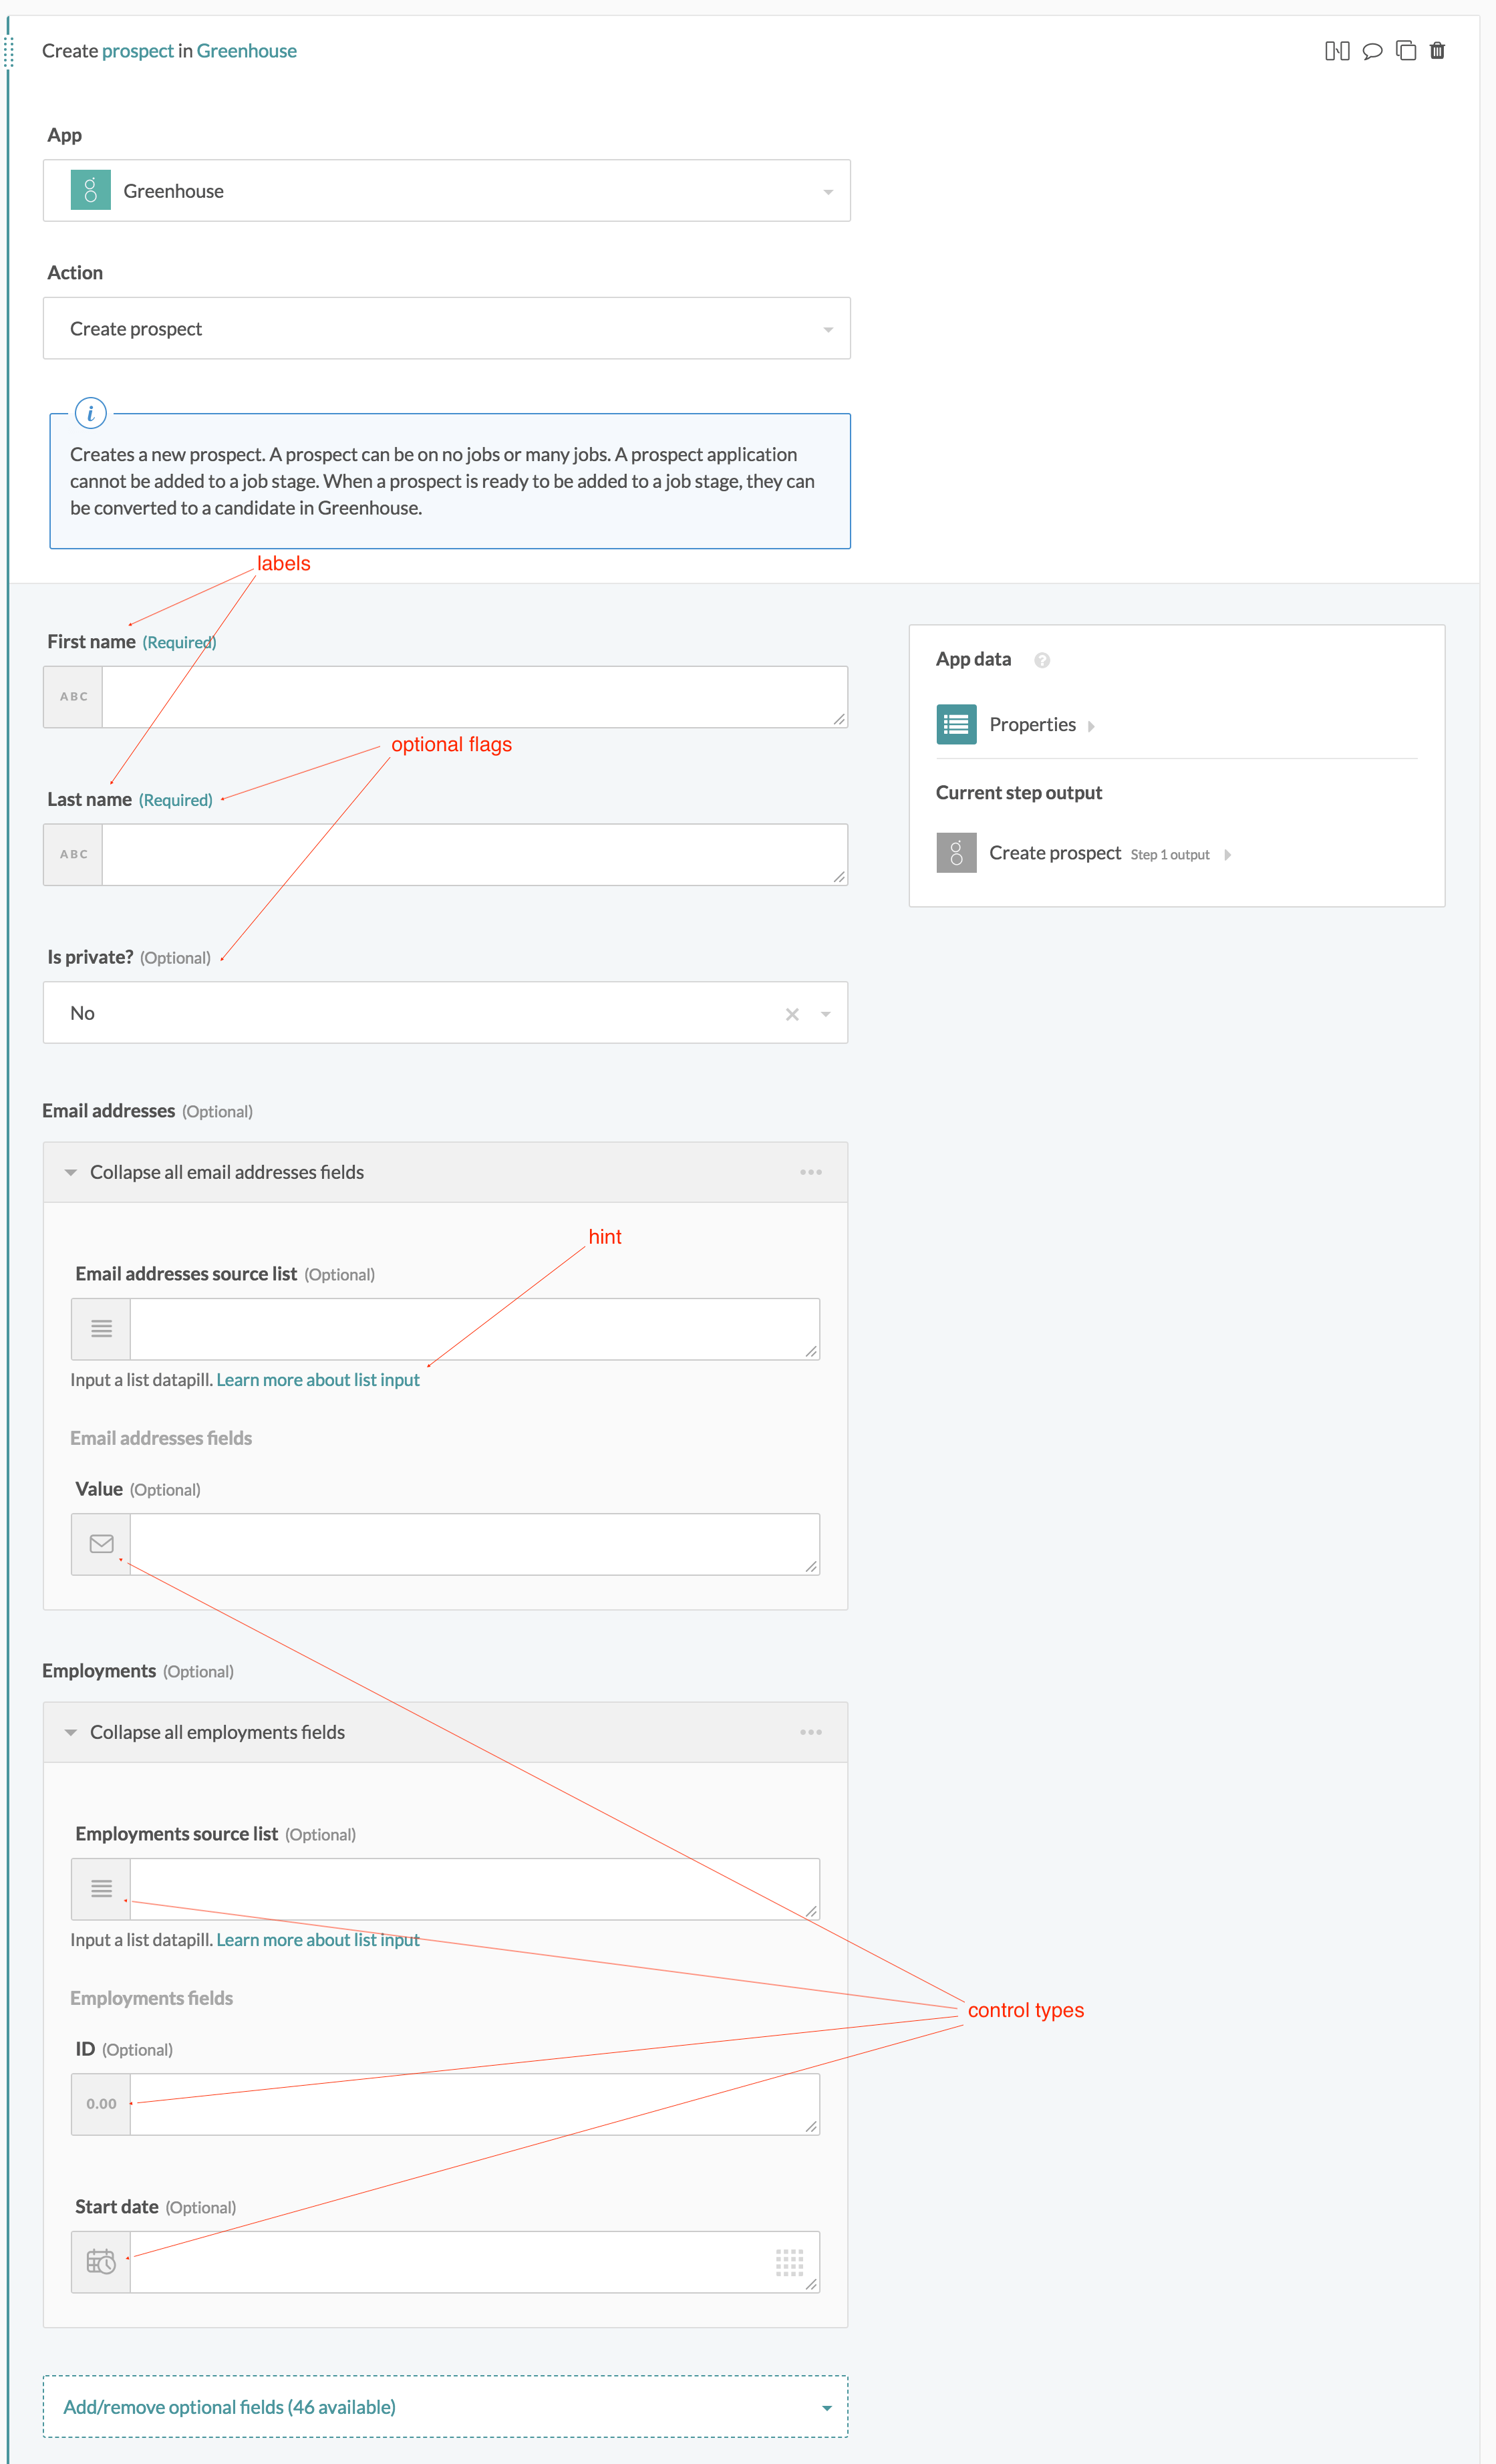 Create prospect in Greenhouse
App
Greenhouse
Action
Create prospect
i
Creates a new prospect. A prospect can be on no jobs or many jobs. A prospect application
cannot be added to a job stage. When a prospect is ready to be added to a job stage, they can
be converted to a candidate in Greenhouse.
labels
First name (Required)
ABC
optional flags
Last name (Required)
ABC
Is private? (Optional)
No
App data ?
Properties
Current step output
Create prospect Step 1 output
Email addresses (Optional)
Collapse all email addresses fields
hint
Email addresses source list (Optional)
Input a list datapill. Learn more about list input
Email addresses fields
Value (Optional)
Employments (Optional)
Collapse all employments fields
Employments source list (Optional)
Input a list datapill. Learn more about list input
Employments fields
control types
ID (Optional)
0.00
Start date (Optional)
Add/remove optional fields (46 available)